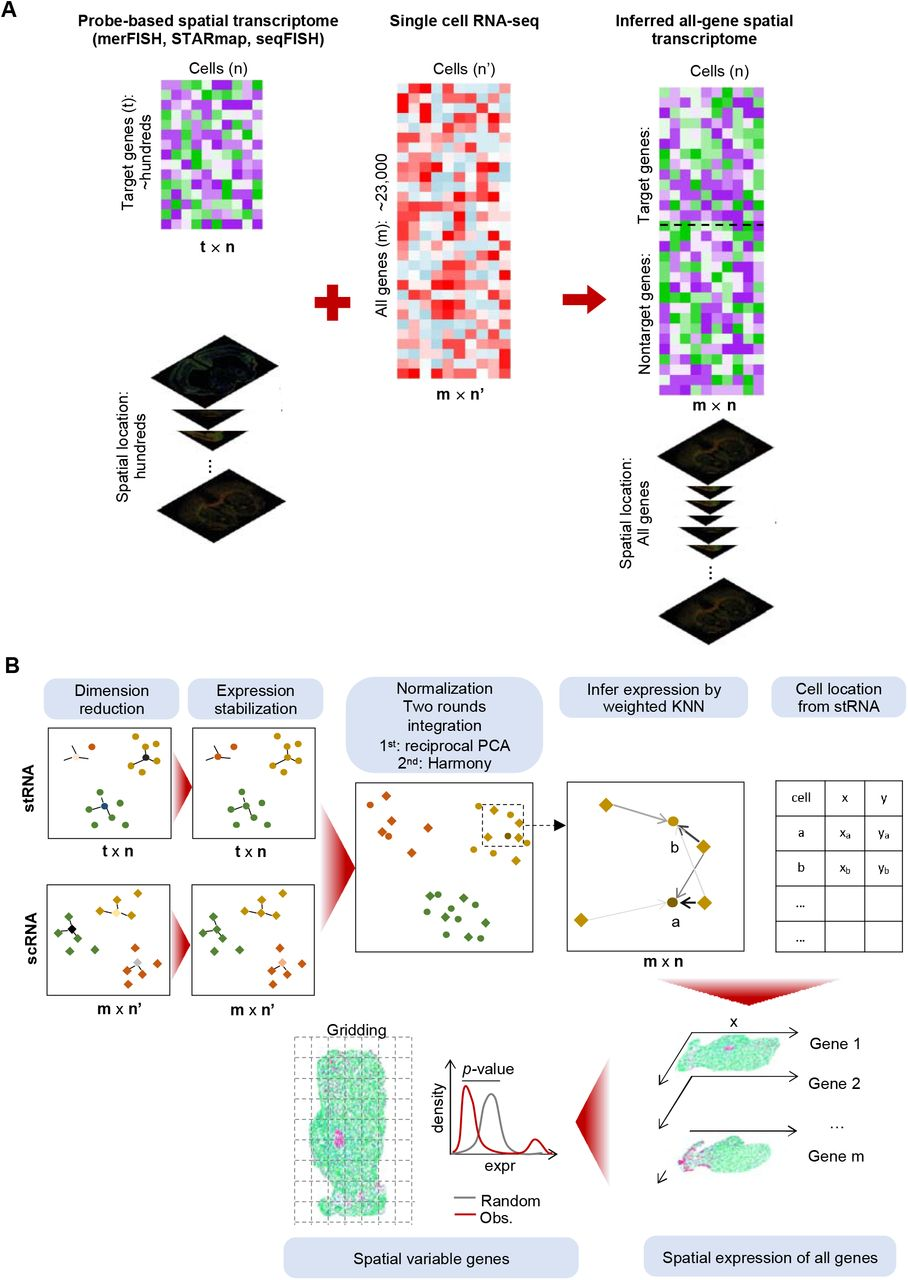 A
Probe-based spatial transcriptome
(merFISH, STARmap, seqFISH)
Cells (n)
Target genes (t):
~hundreds
t × n
Spatial location:
hundreds
...
Single cell RNA-seq
Cells (n’)
All genes (m): ~23,000
m × n’
Inferred all-gene spatial
transcriptome
Cells (n)
Target genes:
Nontarget genes:
m × n
Spatial location:
All genes
...
B
Dimension
reduction
Expression
stabilization
Normalization
Two rounds
integration
1st: reciprocal PCA
2nd: Harmony
Infer expression by
weighted KNN
Cell location
from stRNA
stRNA
t x n
t x n
scRNA
m x n’
m x n’
b
a
m x n
cell x y
a xa ya
b xb yb
...
...
Gridding
p-value
density
expr
Random
Obs.
x
Gene 1
Gene 2
...
Gene m
Spatial variable genes
Spatial expression of all genes